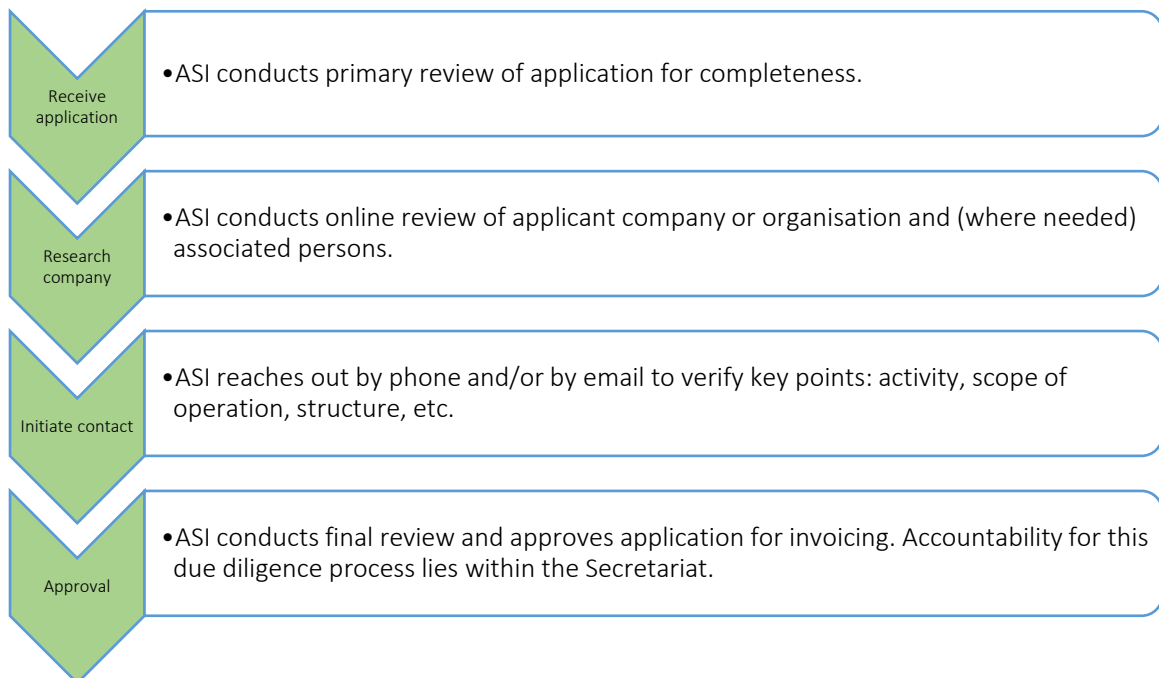 Receive
application
•ASI conducts primary review of application for completeness.
Research
company
•ASI conducts online review of applicant company or organisation and (where needed)
associated persons.
Initiate contact
•ASI reaches out by phone and/or by email to verify key points: activity, scope of
operation, structure, etc.
Approval
•ASI conducts final review and approves application for invoicing. Accountability for this
due diligence process lies within the Secretariat.